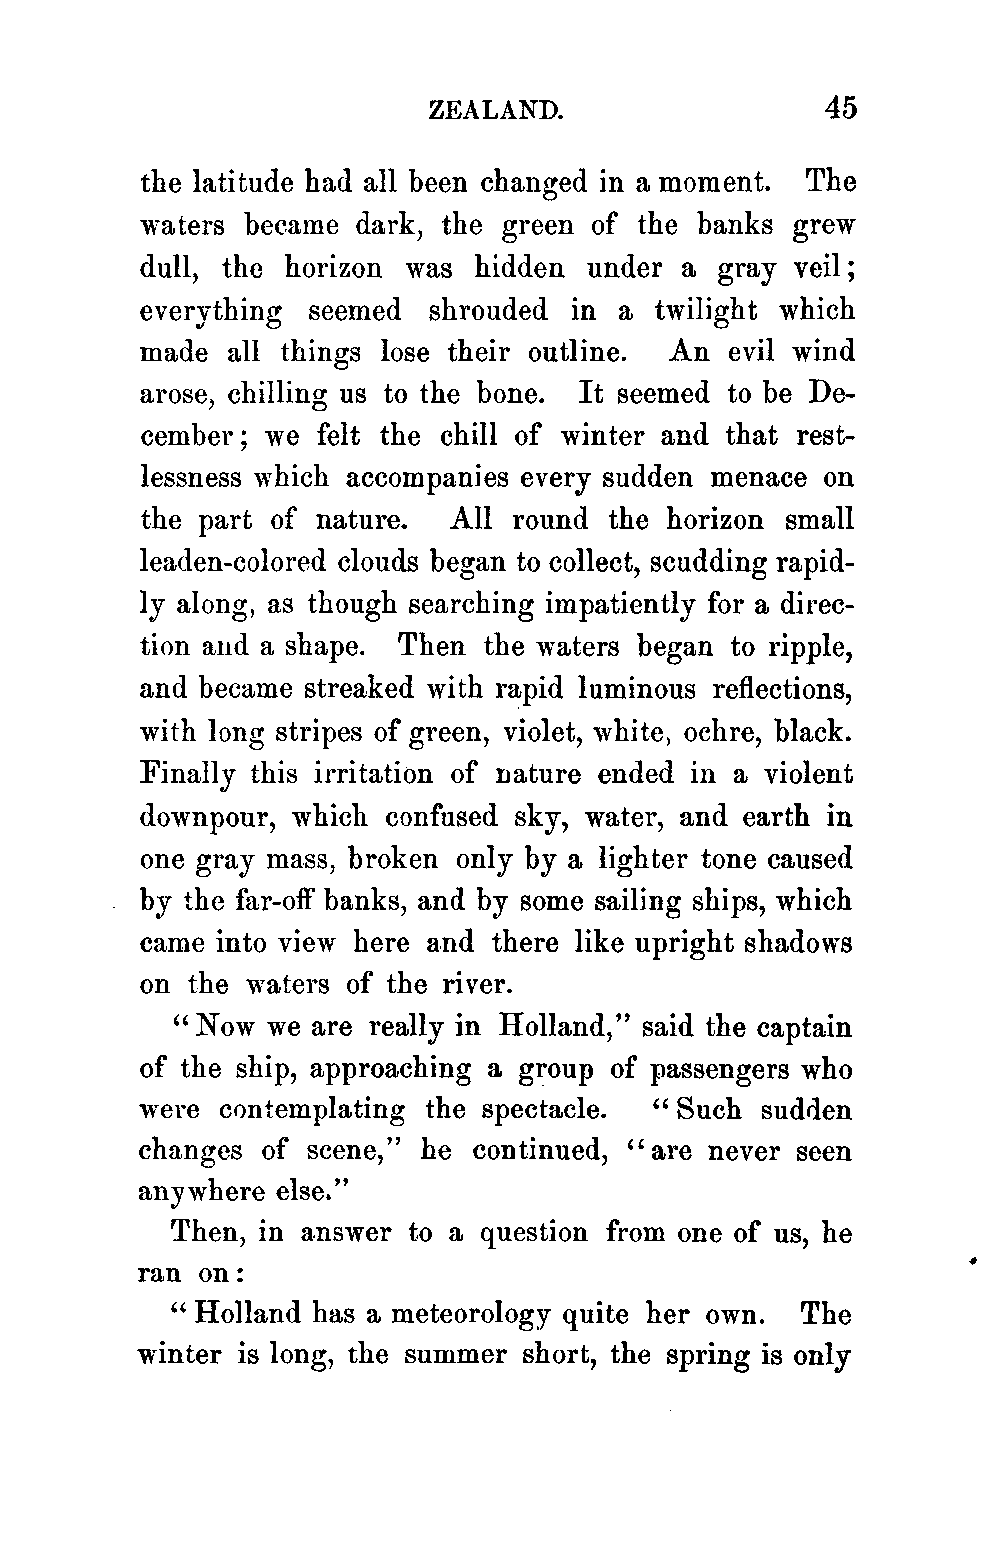 ZEALAND. 45
the latitude had all been changed in a moment. The
waters became dark, the green of the banks grew
dull, the horizon was hidden under a gray veil;
everything seemed shrouded in a twilight which
made all things lose their outline. An evil wind
arose, chilling us to the bone. It seemed to be De-
cember; we felt the chill of winter and that rest-
lessness which accompanies every sudden menace on
the part of nature. All round the horizon small
leaden-colored clouds began to collect, scudding rapid-
ly along, as though searching impatiently for a direc-
tion and a shape. Then the waters began to ripple,
and became streaked with rapid luminous reflections,
with long stripes of green, violet, white, ochre, black.
Finally this irritation of nature ended in a violent
downpour, which confused sky, water, and earth in
one gray mass, broken only by a lighter tone caused
by the far-off banks, and by some sailing ships, which
came into view here and there like upright shadows
on the waters of the river.
“Now we are really in Holland,” said the captain
of the ship, approaching a group of passengers who
were contemplating the spectacle. “Such sudden
changes of scene,” he continued, “are never seen
anywhere else.”
Then, in answer to a question from one of us, he
ran on:
“Holland has a meteorology quite her own. The
winter is long, the summer short, the spring is only